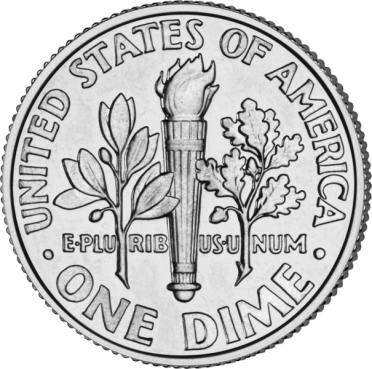 UNITED STATES OF AMERICA
E·PLURIBUS·UNUM
· ONE DIME ·